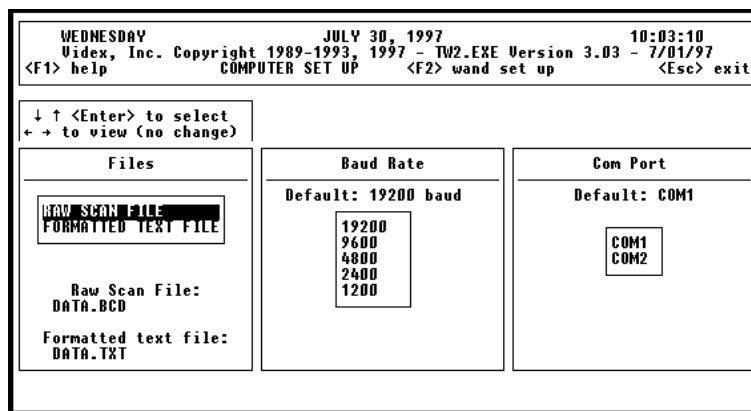 WEDNESDAY JULY 30, 1997 10:03:10
Videx, Inc. Copyright 1989-1993, 1997 - TW2.EXE Version 3.03 - 7/01/97
<F1> help COMPUTER SET UP <F2> wand set up <Esc> exit
↓ ↑ <Enter> to select
← → to view (no change)
Files
RAW SCAN FILE
FORMATTED TEXT FILE
Raw Scan File:
DATA.BCD
Formatted text file:
DATA.TXT
Baud Rate
Default: 19200 baud
19200
9600
4800
2400
1200
Com Port
Default: COM1
COM1
COM2